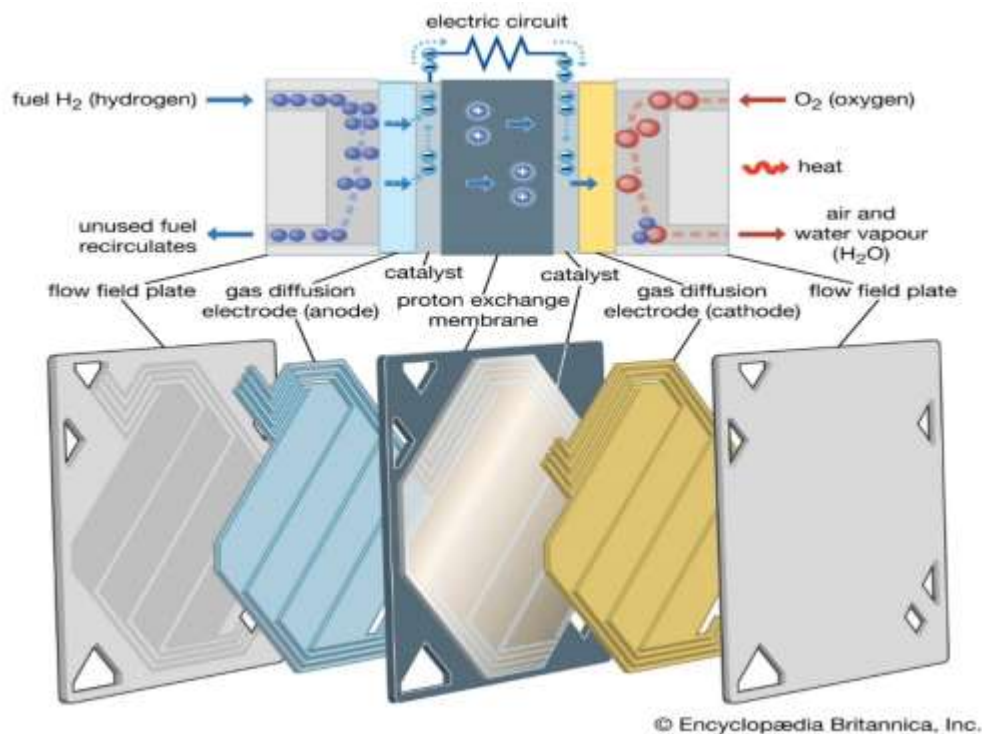 electric circuit
fuel H₂ (hydrogen)
O₂ (oxygen)
heat
unused fuel
recirculates
air and
water vapour
(H₂O)
flow field plate
gas diffusion
electrode (anode)
catalyst
proton exchange
membrane
catalyst
gas diffusion
electrode (cathode)
flow field plate
© Encyclopædia Britannica, Inc.